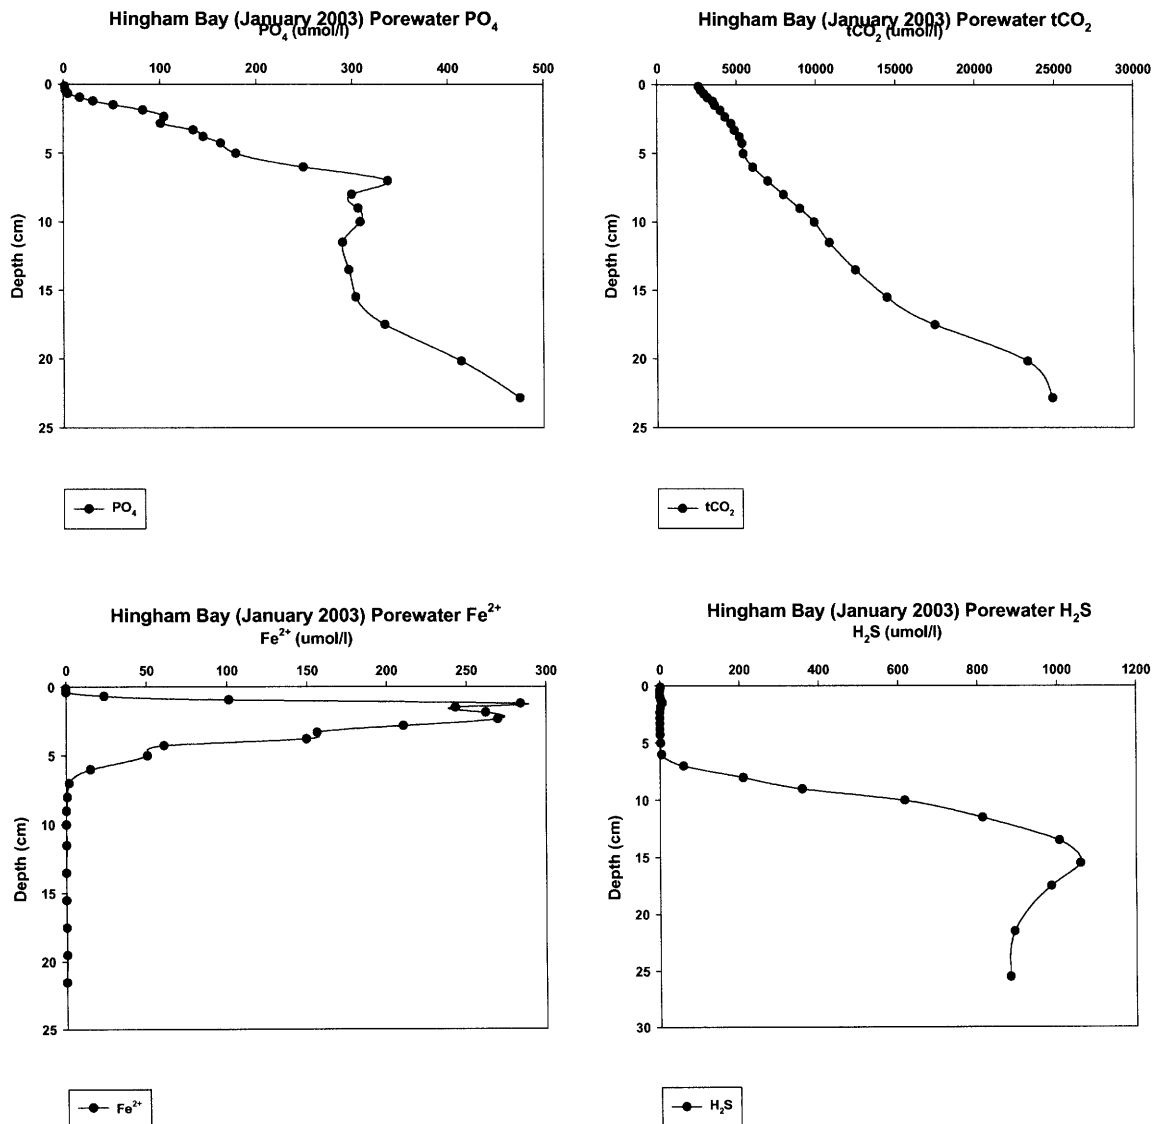 Hingham Bay (January 2003) Porewater PO4
PO4 (umol/l)
0 100 200 300 400 500
0
5
10
15
20
25
Depth (cm)
PO4
Hingham Bay (January 2003) Porewater tCO2
tCO2 (umol/l)
0 5000 10000 15000 20000 25000 30000
0
5
10
15
20
25
Depth (cm)
tCO2
Hingham Bay (January 2003) Porewater Fe2+
Fe2+ (umol/l)
0 50 100 150 200 250 300
0
5
10
15
20
25
Depth (cm)
Fe2+
Hingham Bay (January 2003) Porewater H2S
H2S (umol/l)
0 200 400 600 800 1000 1200
0
5
10
15
20
25
30
Depth (cm)
H2S